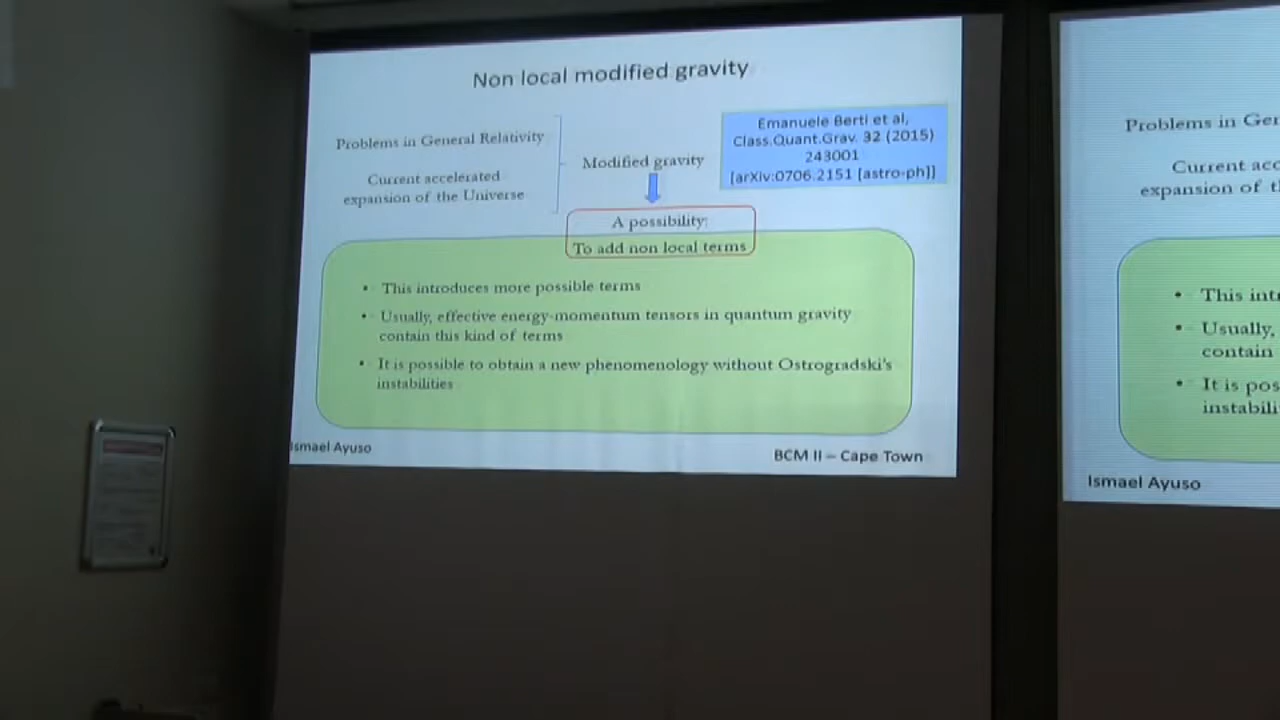 Non local modified gravity
Problems in General Relativity
Current accelerated
expansion of the Universe
Modified gravity
Emanuele Berti et al,
Class.Quant.Grav. 32 (2015)
243001
[arXiv:0706.2151 [astro-ph]]
A possibility:
To add non local terms
• This introduces more possible terms
• Usually, effective energy-momentum tensors in quantum gravity
contain this kind of terms
• It is possible to obtain a new phenomenology without Ostrogradski's
instabilities
Ismael Ayuso
BCM II – Cape Town
Problems in Gen
Current acc
expansion of t
• This int
• Usually,
contain
• It is pos
instabili
Ismael Ayuso